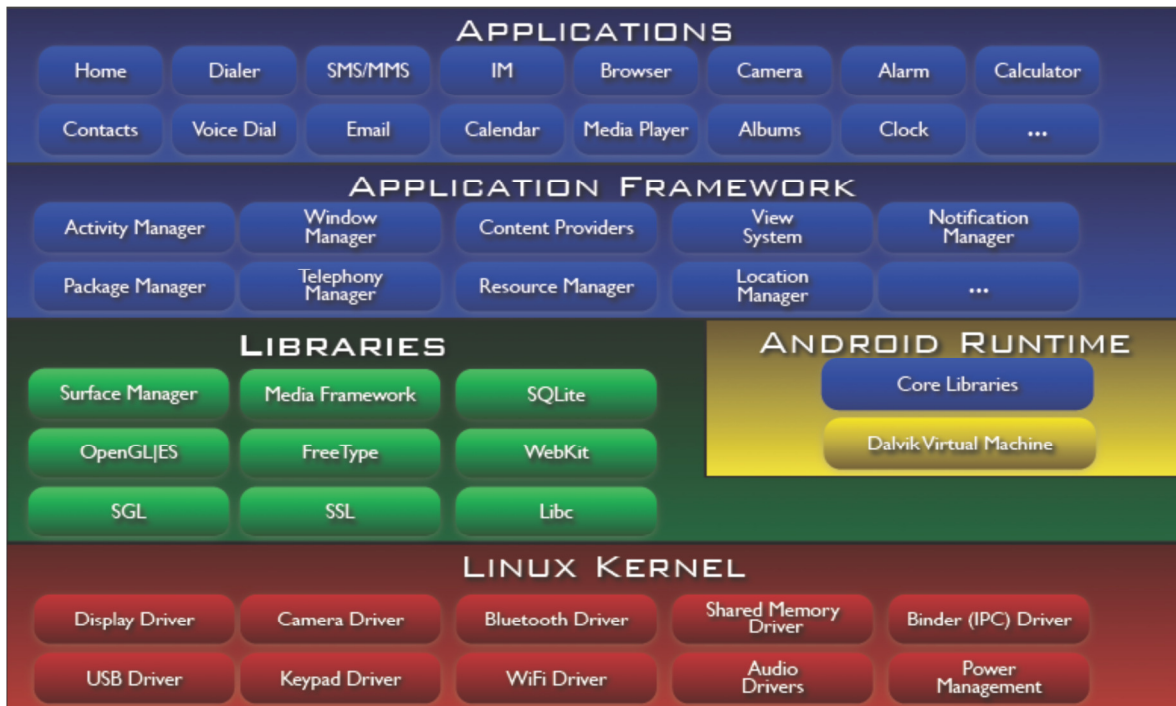 APPLICATIONS
Home Dialer SMS/MMS IM Browser Camera Alarm Calculator
Contacts Voice Dial Email Calendar Media Player Albums Clock ...
APPLICATION FRAMEWORK
Activity Manager Window Manager Content Providers View System Notification Manager
Package Manager Telephony Manager Resource Manager Location Manager ...
LIBRARIES
Surface Manager Media Framework SQLite
OpenGL|ES FreeType WebKit
SGL SSL Libc
ANDROID RUNTIME
Core Libraries
Dalvik Virtual Machine
LINUX KERNEL
Display Driver Camera Driver Bluetooth Driver Shared Memory Driver Binder (IPC) Driver
USB Driver Keypad Driver WiFi Driver Audio Drivers Power Management